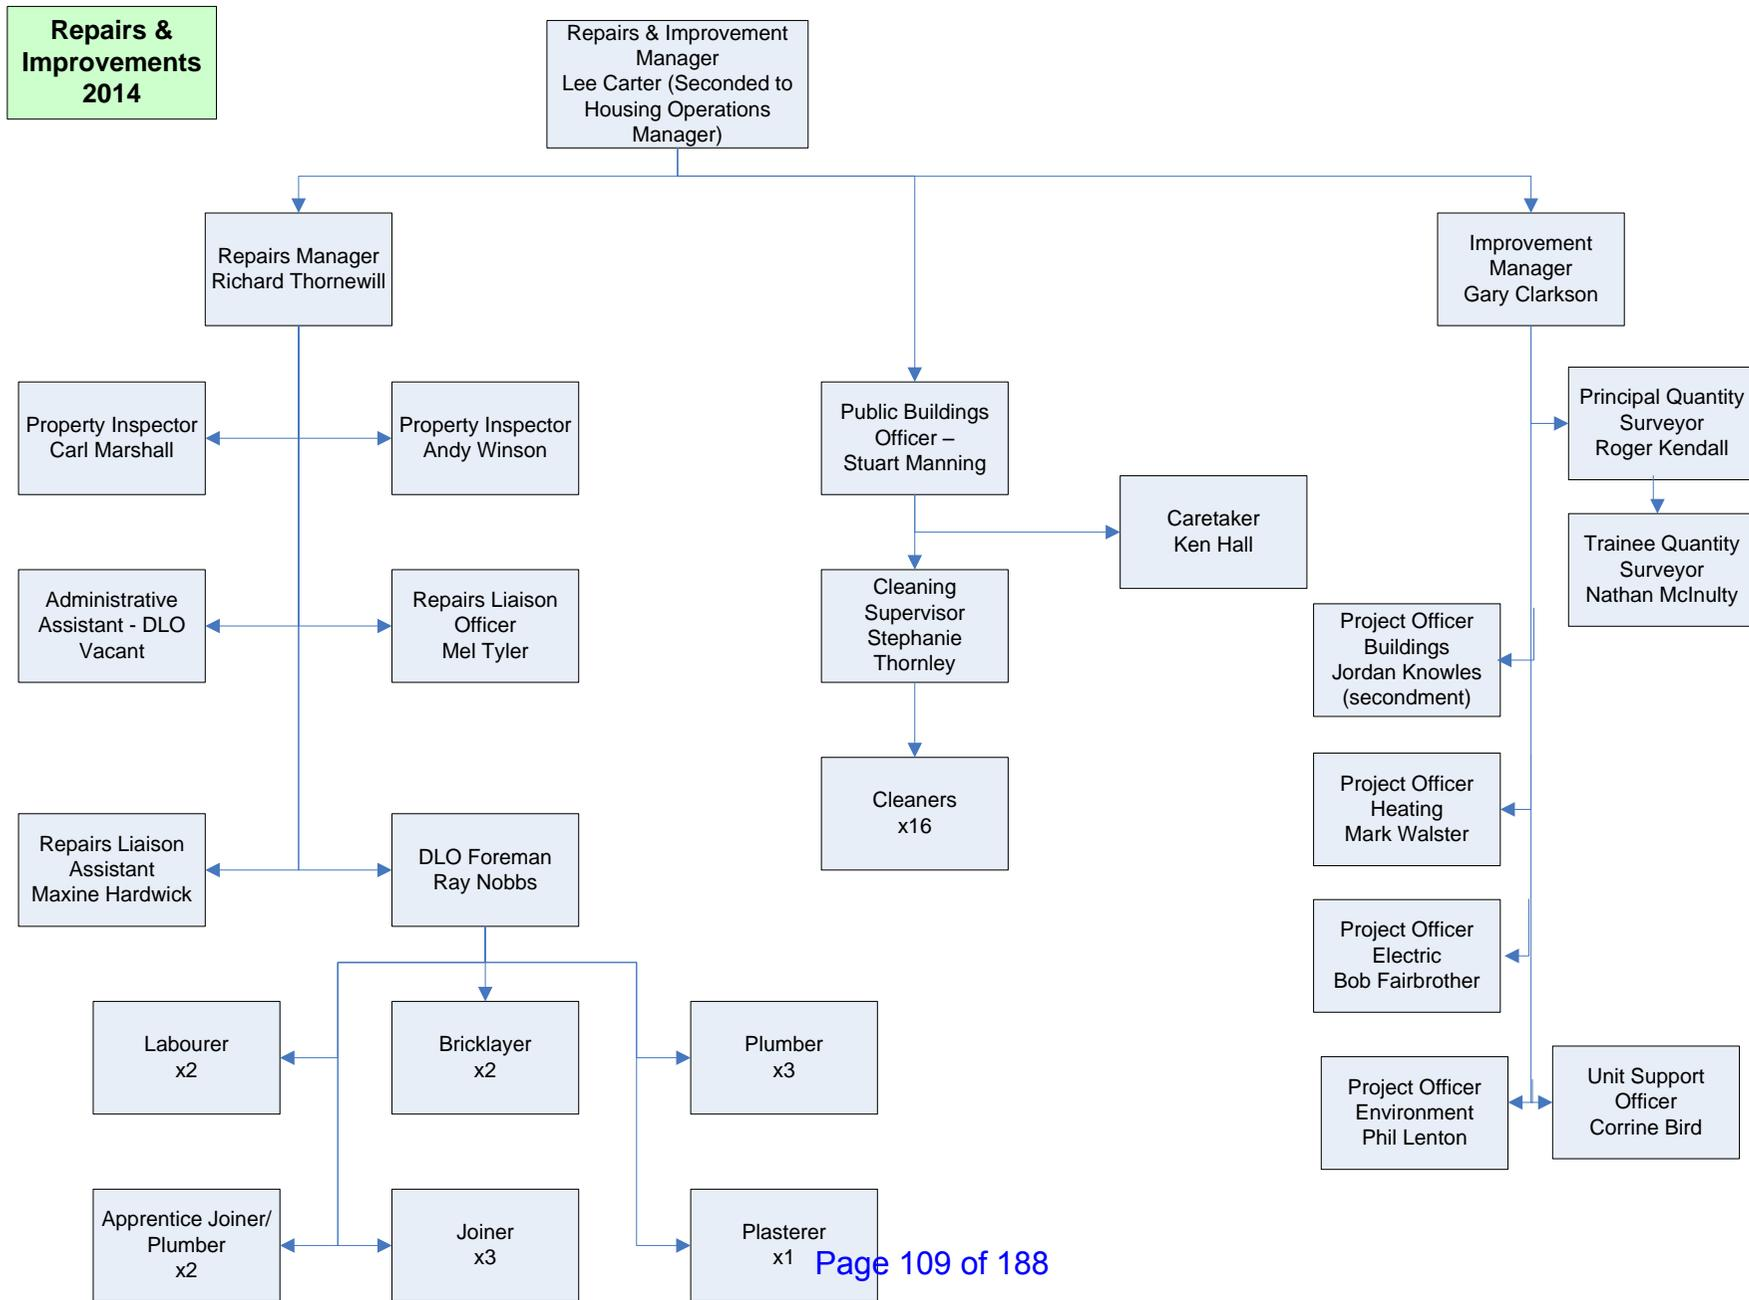 Repairs &
Improvements
2014
Repairs & Improvement
Manager
Lee Carter (Seconded to
Housing Operations
Manager)
Repairs Manager
Richard Thornewill
Improvement
Manager
Gary Clarkson
Property Inspector
Carl Marshall
Property Inspector
Andy Winson
Public Buildings
Officer –
Stuart Manning
Principal Quantity
Surveyor
Roger Kendall
Caretaker
Ken Hall
Trainee Quantity
Surveyor
Nathan McInulty
Administrative
Assistant - DLO
Vacant
Repairs Liaison
Officer
Mel Tyler
Cleaning
Supervisor
Stephanie
Thornley
Project Officer
Buildings
Jordan Knowles
(secondment)
Cleaners
x16
Project Officer
Heating
Mark Walster
Repairs Liaison
Assistant
Maxine Hardwick
DLO Foreman
Ray Nobbs
Project Officer
Electric
Bob Fairbrother
Labourer
x2
Bricklayer
x2
Plumber
x3
Project Officer
Environment
Phil Lenton
Unit Support
Officer
Corrine Bird
Apprentice Joiner/
Plumber
x2
Joiner
x3
Plasterer
x1
Page 109 of 188